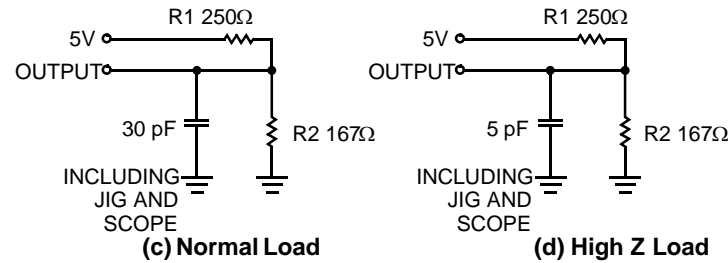 R1 250Ω
5V
OUTPUT
30 pF
R2 167Ω
INCLUDING
JIG AND
SCOPE
(c) Normal Load
R1 250Ω
5V
OUTPUT
5 pF
R2 167Ω
INCLUDING
JIG AND
SCOPE
(d) High Z Load